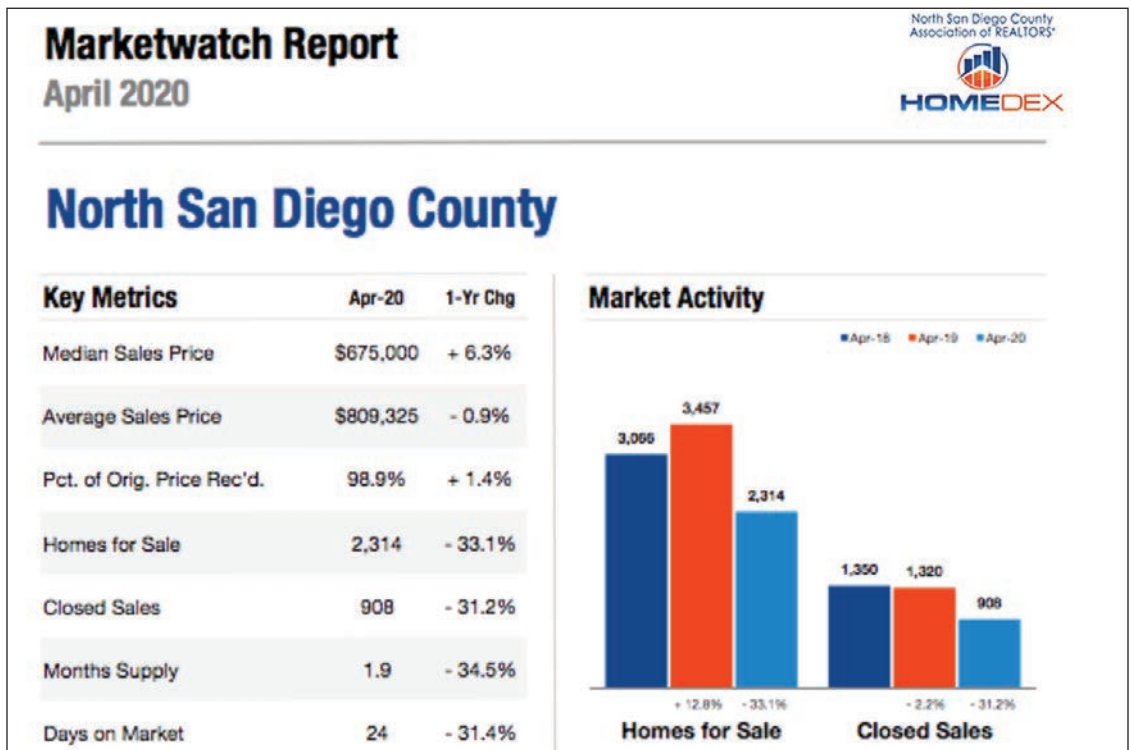 Marketwatch Report
April 2020
North San Diego County
Association of REALTORS®
HOMEDEX
North San Diego County
Key Metrics Apr-20 1-Yr Chg
Median Sales Price $675,000 + 6.3%
Average Sales Price $809,325 - 0.9%
Pct. of Orig. Price Rec'd. 98.9% + 1.4%
Homes for Sale 2,314 - 33.1%
Closed Sales 908 - 31.2%
Months Supply 1.9 - 34.5%
Days on Market 24 - 31.4%
Market Activity
Apr-18 Apr-19 Apr-20
3,066 3,457 2,314
1,350 1,320 908
+ 12.8% - 33.1% - 2.2% - 31.2%
Homes for Sale Closed Sales